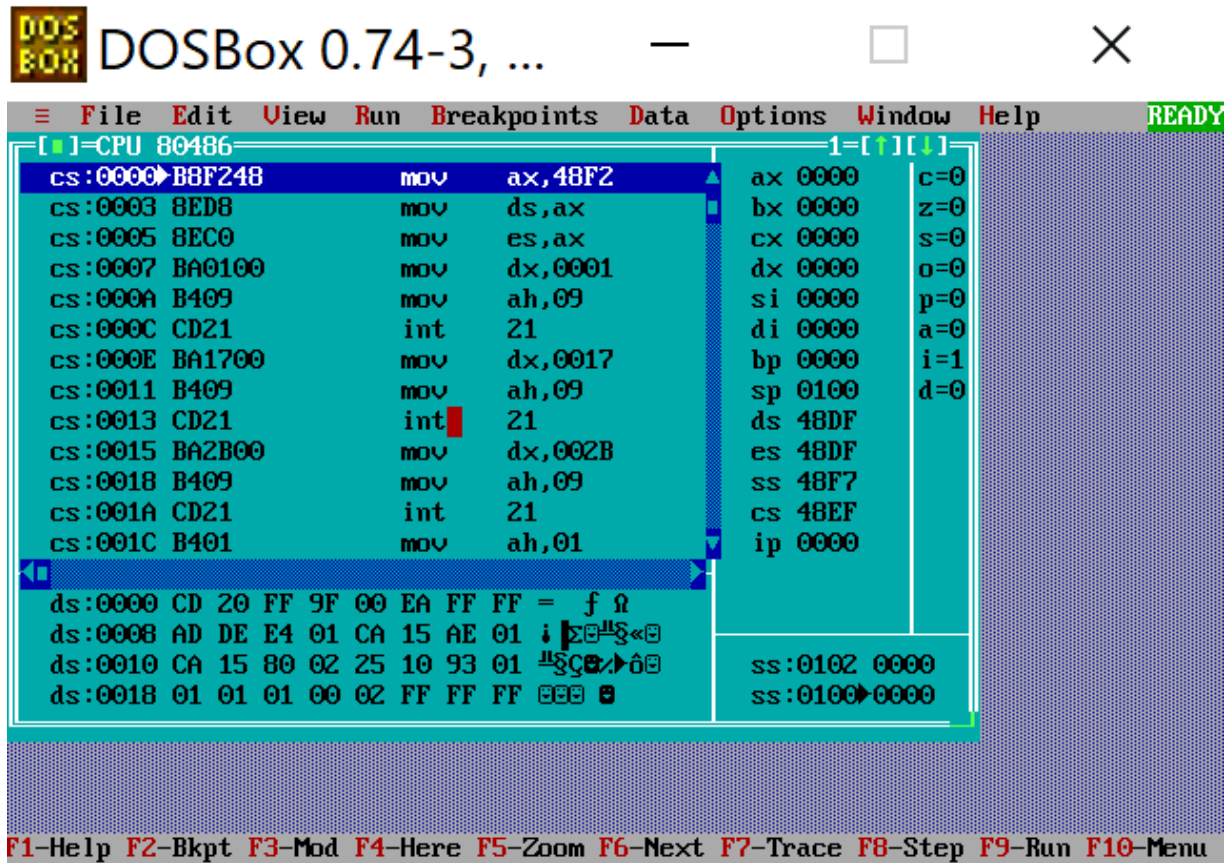 DOS BOX DOSBox 0.74-3, ...
≡ File Edit View Run Breakpoints Data Options Window Help READY
[■]=CPU 80486 1=[↑][↓]
cs:0000►B8F248 mov ax,48F2 ax 0000 c=0
cs:0003 8ED8 mov ds,ax bx 0000 z=0
cs:0005 8EC0 mov es,ax cx 0000 s=0
cs:0007 BA0100 mov dx,0001 dx 0000 o=0
cs:000A B409 mov ah,09 si 0000 p=0
cs:000C CD21 int 21 di 0000 a=0
cs:000E BA1700 mov dx,0017 bp 0000 i=1
cs:0011 B409 mov ah,09 sp 0100 d=0
cs:0013 CD21 int 21 ds 48DF
cs:0015 BA2B00 mov dx,002B es 48DF
cs:0018 B409 mov ah,09 ss 48F7
cs:001A CD21 int 21 cs 48EF
cs:001C B401 mov ah,01 ip 0000
ds:0000 CD 20 FF 9F 00 EA FF FF = ƒ Ω
ds:0008 AD DE E4 01 CA 15 AE 01 ¡▐Σ☺╩§«☺
ds:0010 CA 15 80 02 25 10 93 01 ╩§Ç☻%►ô☺ ss:0102 0000
ds:0018 01 01 01 00 02 FF FF FF ☺☺☺ ☻ ss:0100►0000
F1-Help F2-Bkpt F3-Mod F4-Here F5-Zoom F6-Next F7-Trace F8-Step F9-Run F10-Menu